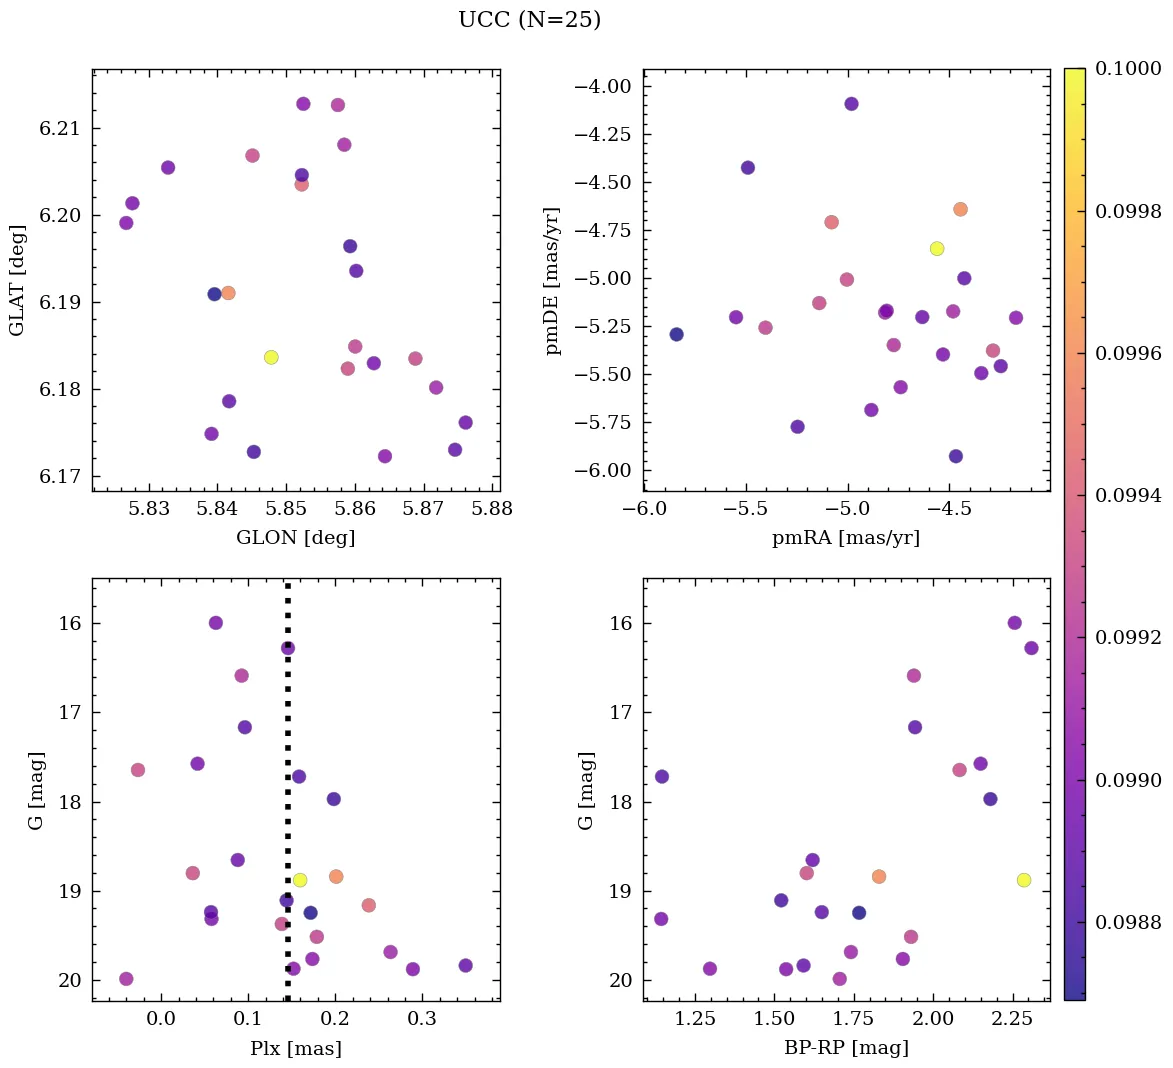 UCC (N=25)
6.21
6.20
6.19
6.18
6.17
GLAT [deg]
5.83 5.84 5.85 5.86 5.87 5.88
GLON [deg]
−4.00
−4.25
−4.50
−4.75
−5.00
−5.25
−5.50
−5.75
−6.00
pmDE [mas/yr]
−6.0 −5.5 −5.0 −4.5
pmRA [mas/yr]
16
17
18
19
20
G [mag]
0.0 0.1 0.2 0.3
Plx [mas]
16
17
18
19
20
G [mag]
1.25 1.50 1.75 2.00 2.25
BP-RP [mag]
0.1000
0.0998
0.0996
0.0994
0.0992
0.0990
0.0988